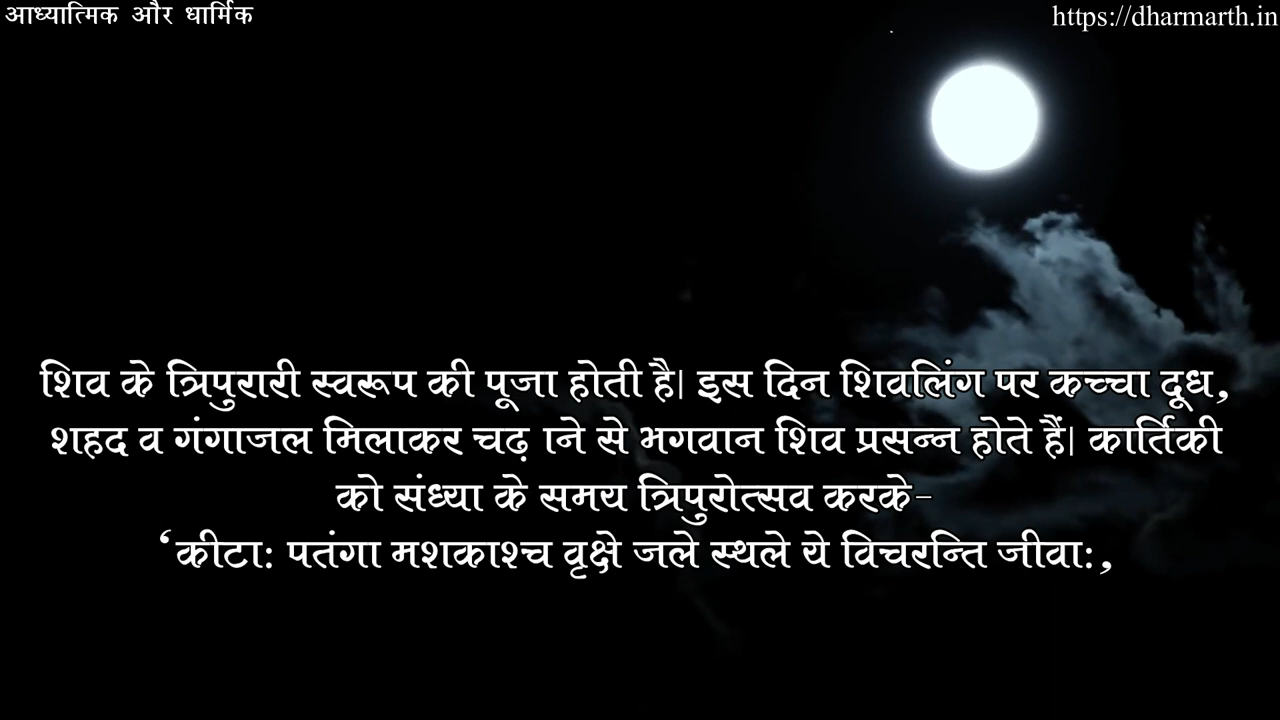 आध्यात्मिक और धार्मिक
https://dharmarth.in
शिव के त्रिपुरारी स्वरूप की पूजा होती है। इस दिन शिवलिंग पर कच्चा दूध,
शहद व गंगाजल मिलाकर चढ़ ाने से भगवान शिव प्रसन्न होते हैं। कार्तिकी
को संध्या के समय त्रिपुरोत्सव करके-
‘कीटाः पतंगा मशकाश्च वृक्षे जले स्थले ये विचरन्ति जीवाः,